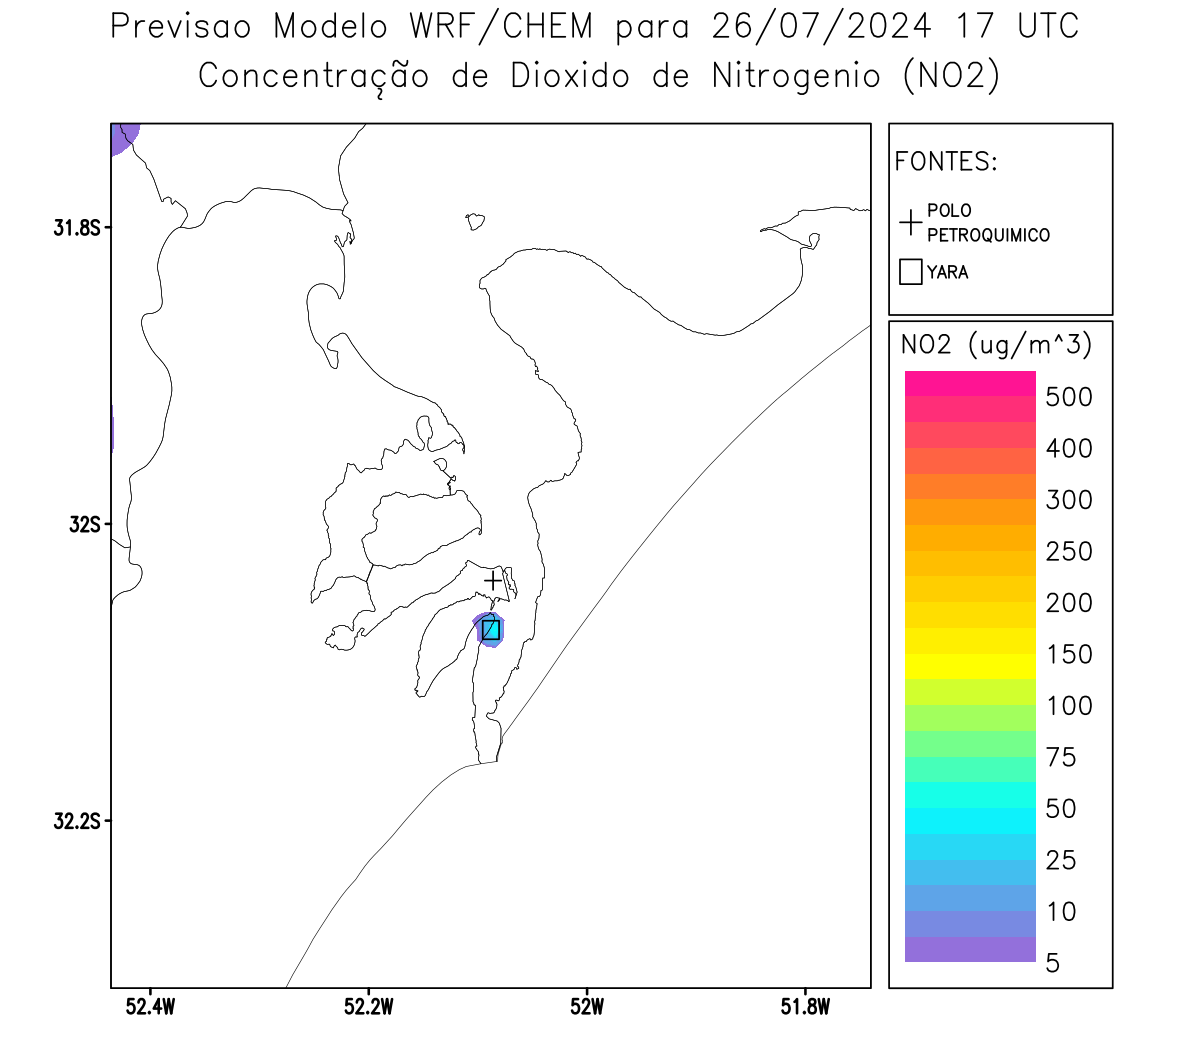 Previsao Modelo WRF/CHEM para 26/07/2024 17 UTC
Concentração de Dioxido de Nitrogenio (NO2)
FONTES:
POLO
PETROQUIMICO
YARA
NO2 (ug/m^3)
500
400
300
250
200
150
100
75
50
25
10
5
31.8S
32S
32.2S
52.4W
52.2W
52W
51.8W